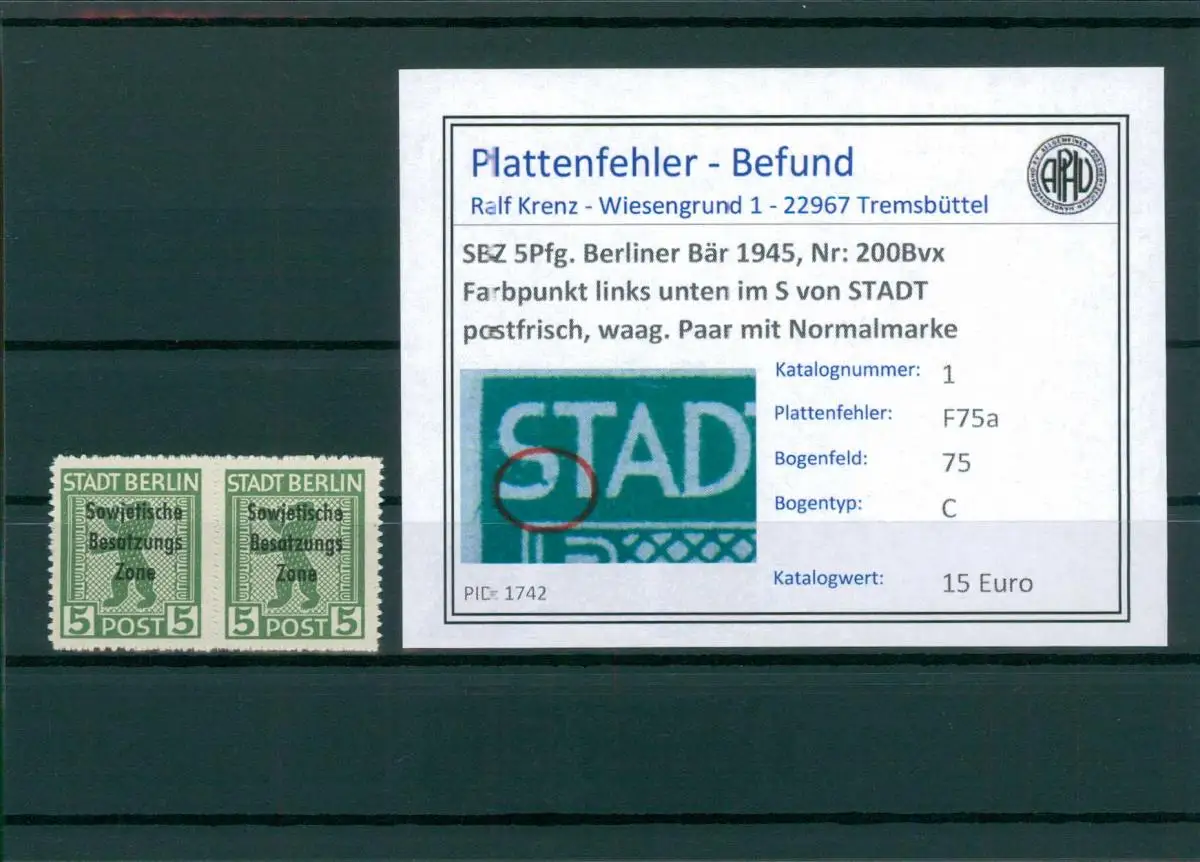 STADT BERLIN
Sowjetische
Besatzungs
Zone
5 POST 5
STADT BERLIN
Sowjetische
Besatzungs
Zone
5 POST 5
Plattenfehler - Befund
Ralf Krenz - Wiesengrund 1 - 22967 Tremsbüttel
APHV
SBZ 5Pfg. Berliner Bär 1945, Nr: 200Bvx
Farbpunkt links unten im S von STADT
postfrisch, waag. Paar mit Normalmarke
STADT
Katalognummer: 1
Plattenfehler: F75a
Bogenfeld: 75
Bogentyp: C
Katalogwert: 15 Euro
PID: 1742